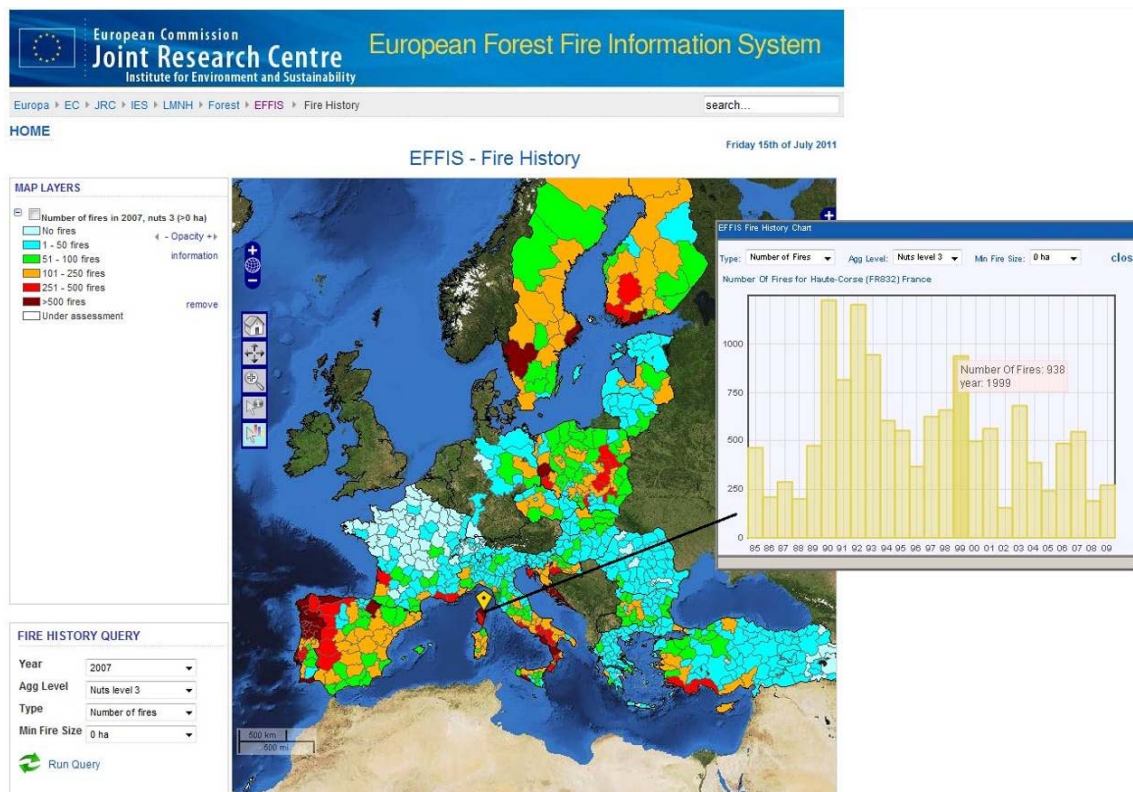 European Commission
Joint Research Centre
Institute for Environment and Sustainability
European Forest Fire Information System
Europa EC JRC IES LMNH Forest EFFIS Fire History
search...
HOME
Friday 15th of July 2011
EFFIS - Fire History
MAP LAYERS
Number of fires in 2007, nuts 3 (>0 ha)
No fires
1 - 50 fires
51 - 100 fires
101 - 250 fires
251 - 500 fires
>500 fires
Under assessment
- Opacity +
information
remove
500 km
500 mi
EFFIS Fire History Chart
Type: Number of Fires Agg Level: Nuts level 3 Min Fire Size: 0 ha clos
Number Of Fires for Haute-Corse (FR832) France
1000
750
500
250
0
Number Of Fires: 938
year: 1999
85 86 87 88 89 90 91 92 93 94 95 96 97 98 99 00 01 02 03 04 05 06 07 08 09
FIRE HISTORY QUERY
Year 2007
Agg Level Nuts level 3
Type Number of fires
Min Fire Size 0 ha
Run Query